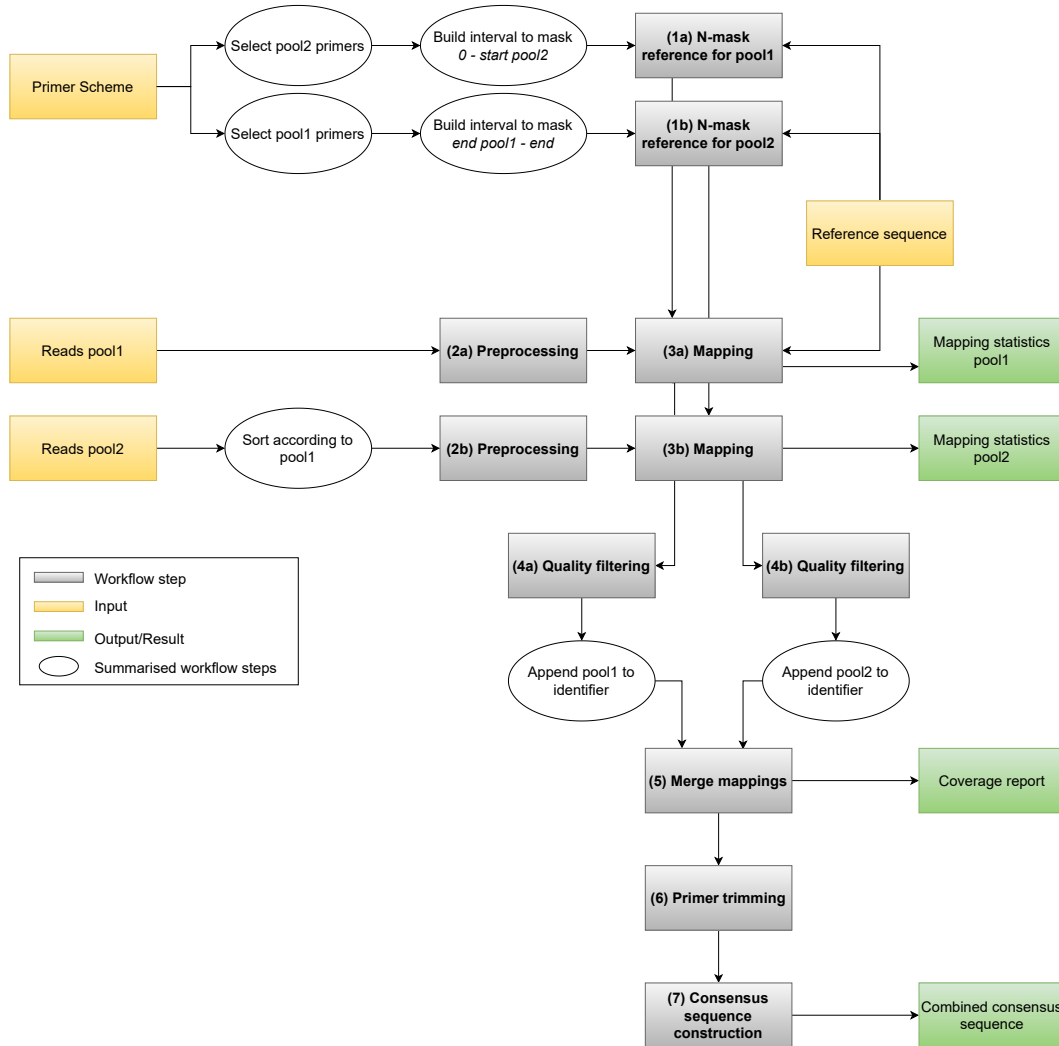 Primer Scheme
Select pool2 primers
Build interval to mask
0 - start pool2
(1a) N-mask
reference for pool1
Select pool1 primers
Build interval to mask
end pool1 - end
(1b) N-mask
reference for pool2
Reference sequence
Reads pool1
(2a) Preprocessing
(3a) Mapping
Mapping statistics
pool1
Reads pool2
Sort according to
pool1
(2b) Preprocessing
(3b) Mapping
Mapping statistics
pool2
(4a) Quality filtering
(4b) Quality filtering
Workflow step
Input
Output/Result
Summarised workflow steps
Append pool1 to
identifier
Append pool2 to
identifier
(5) Merge mappings
Coverage report
(6) Primer trimming
(7) Consensus
sequence
construction
Combined consensus
sequence